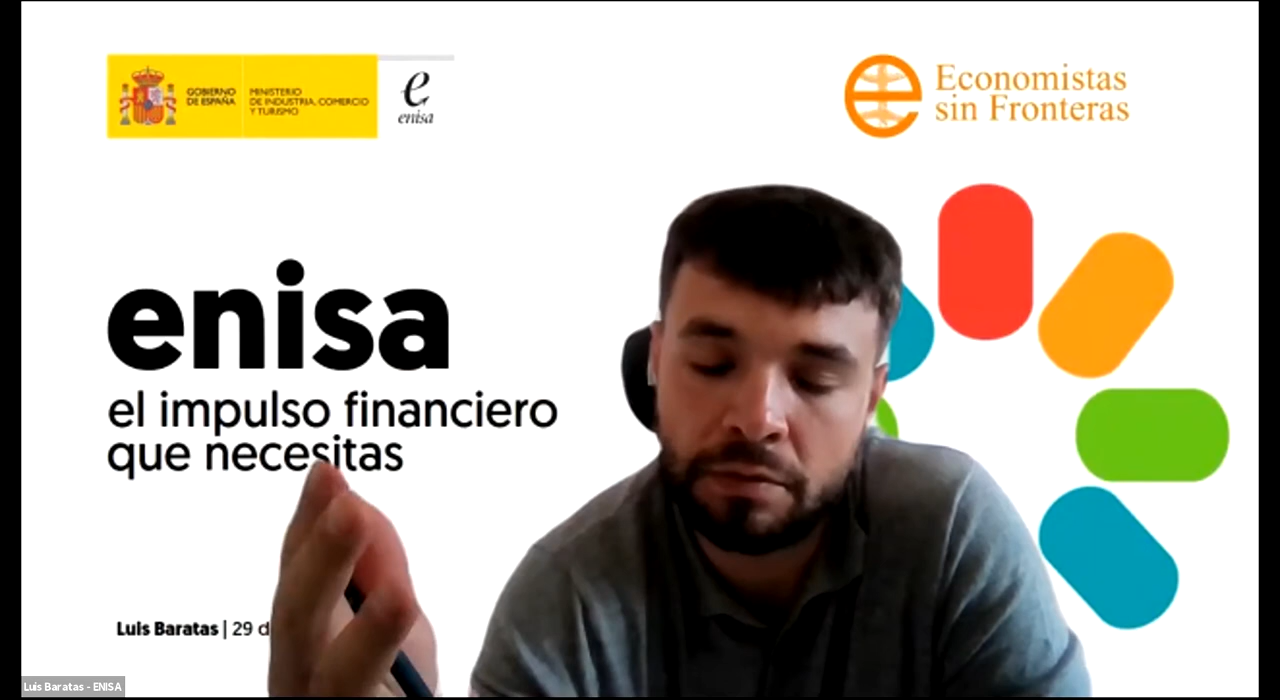 GOBIERNO
DE ESPAÑA
MINISTERIO
DE INDUSTRIA, COMERCIO
Y TURISMO
e
enisa
Economistas
sin Fronteras
enisa
el impulso financiero
que necesitas
Luis Baratas | 29 d
Luis Baratas - ENISA